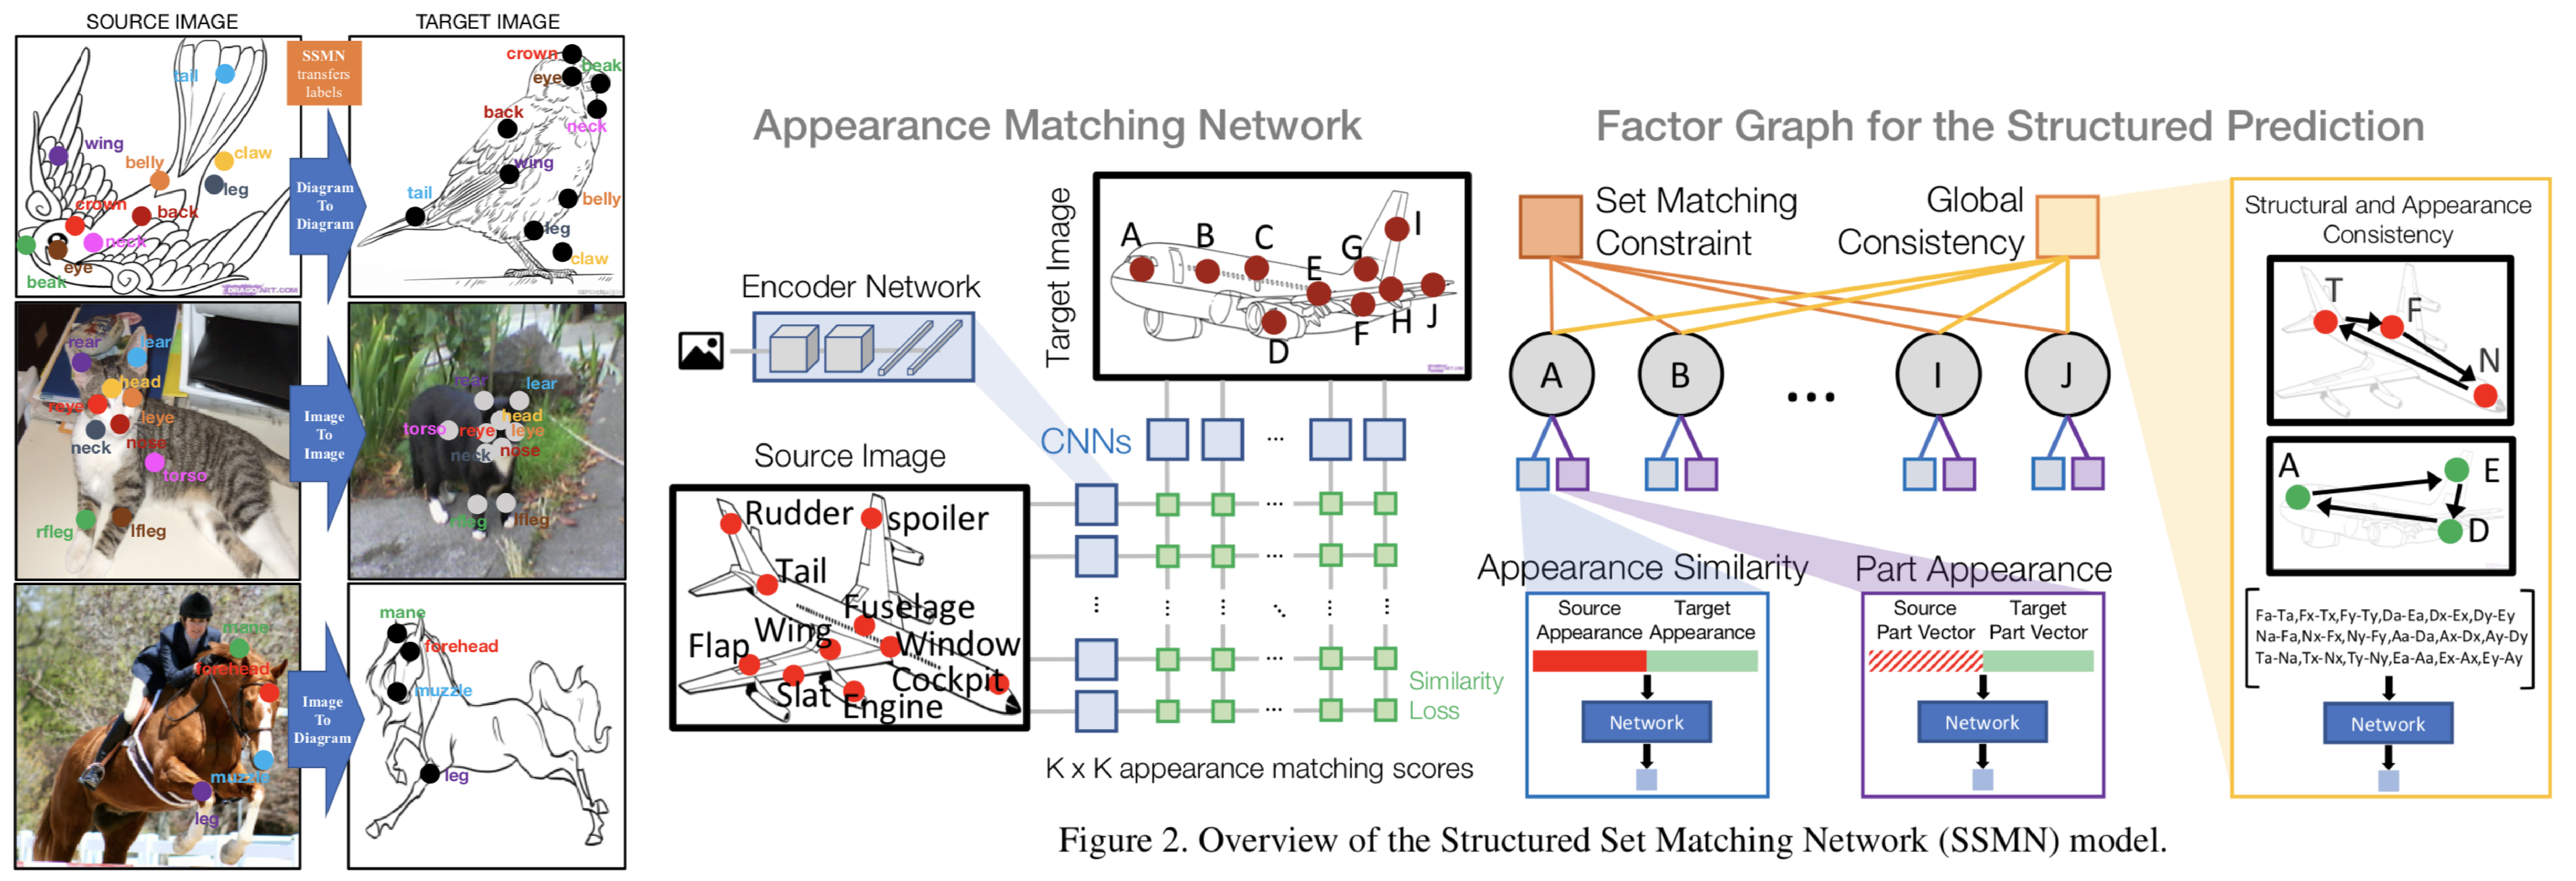 SOURCE IMAGE
TARGET IMAGE
SSMN
transfers
labels
tail
wing
belly
claw
leg
crown
back
neck
eye
beak
DRAGOART.COM
Diagram
To
Diagram
crown
beak
eye
back
neck
wing
tail
belly
leg
claw
rear
lear
head
reye
leye
neck
nose
torso
rfleg
lfleg
Image
To
Image
rear
lear
head
torso
reye
leye
neck
nose
rfleg
lfleg
mane
forehead
muzzle
leg
Image
To
Diagram
mane
forehead
muzzle
leg
Appearance Matching Network
Encoder Network
Target Image
A
B
C
D
E
F
G
H
I
J
CNNs
...
Source Image
Rudder
spoiler
Tail
Fuselage
Flap
Wing
Window
Cockpit
Slat
Engine
Similarity
Loss
K x K appearance matching scores
Factor Graph for the Structured Prediction
Set Matching
Constraint
Global
Consistency
A
B
...
I
J
Appearance Similarity
Source
Appearance
Target
Appearance
Network
Part Appearance
Source
Part Vector
Target
Part Vector
Network
Structural and Appearance
Consistency
T
F
N
A
E
D
Fa-Ta,Fx-Tx,Fy-Ty,Da-Ea,Dx-Ex,Dy-Ey
Na-Fa,Nx-Fx,Ny-Fy,Aa-Da,Ax-Dx,Ay-Dy
Ta-Na,Tx-Nx,Ty-Ny,Ea-Aa,Ex-Ax,Ey-Ay
Network
Figure 2. Overview of the Structured Set Matching Network (SSMN) model.